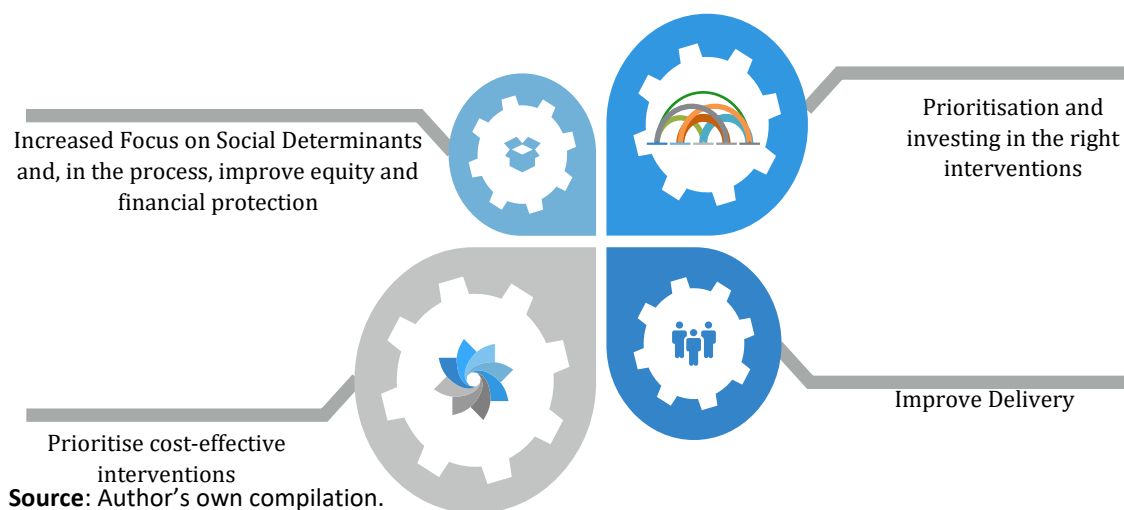 Increased Focus on Social Determinants
and, in the process, improve equity and
financial protection
Prioritisation and
investing in the right
interventions
Prioritise cost-effective
interventions
Improve Delivery
Source: Author's own compilation.